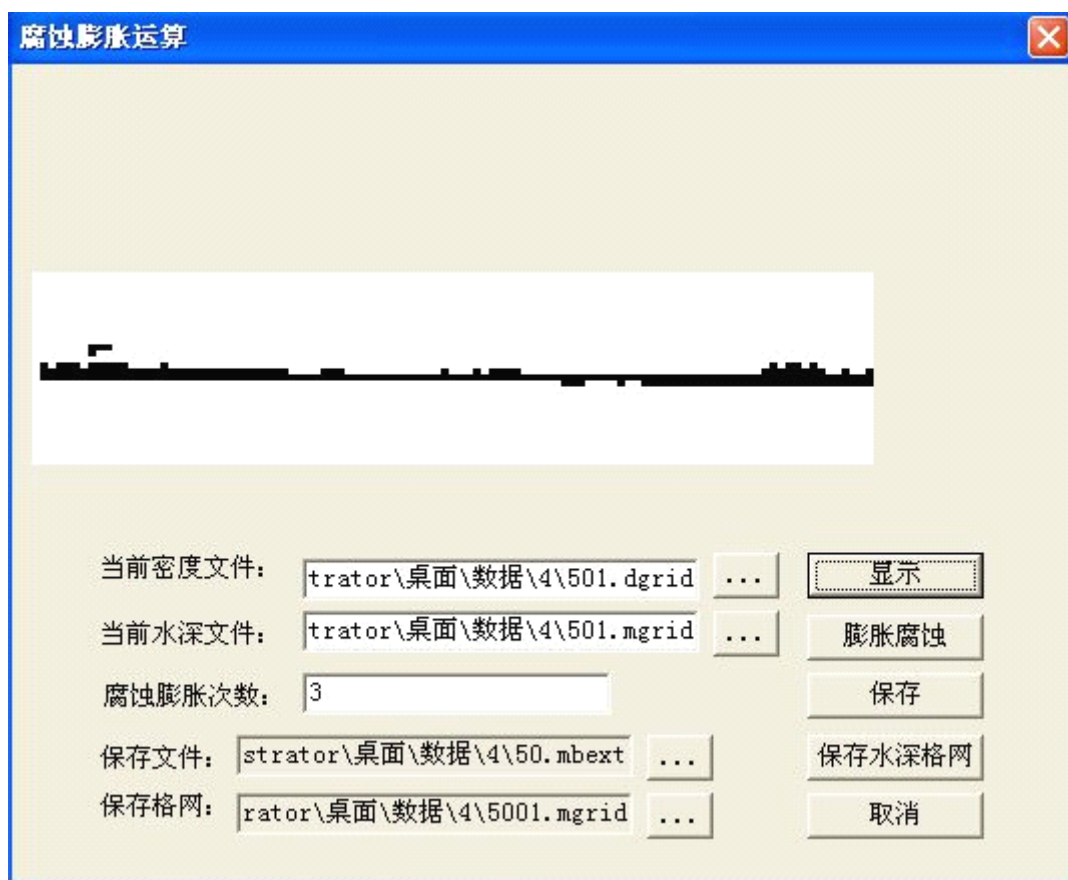 腐蚀膨胀运算
当前密度文件： trator\桌面\数据\4\501.dgrid ... 显示
当前水深文件： trator\桌面\数据\4\501.mgrid ... 膨胀腐蚀
腐蚀膨胀次数： 3 保存
保存文件： strator\桌面\数据\4\50.mbext ... 保存水深格网
保存格网： rator\桌面\数据\4\5001.mgrid ... 取消